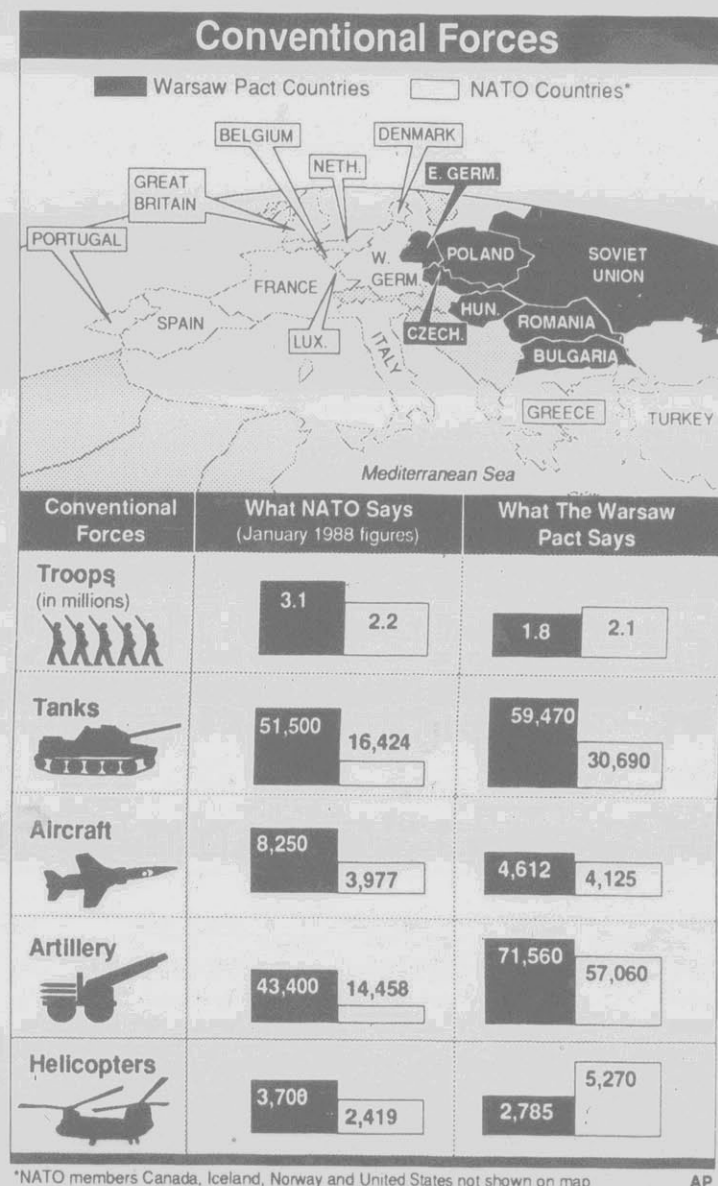 Conventional Forces
Warsaw Pact Countries
NATO Countries*
BELGIUM
DENMARK
NETH.
E. GERM.
GREAT
BRITAIN
PORTUGAL
W.
GERM.
POLAND
SOVIET
UNION
FRANCE
SPAIN
LUX.
CZECH.
HUN.
ROMANIA
BULGARIA
ITALY
GREECE
TURKEY
Mediterranean Sea
Conventional
Forces
What NATO Says
(January 1988 figures)
What The Warsaw
Pact Says
Troops
(in millions)
3.1
2.2
1.8
2.1
Tanks
51,500
16,424
59,470
30,690
Aircraft
8,250
3,977
4,612
4,125
Artillery
43,400
14,458
71,560
57,060
Helicopters
3,700
2,419
2,785
5,270
*NATO members Canada, Iceland, Norway and United States not shown on map
AP